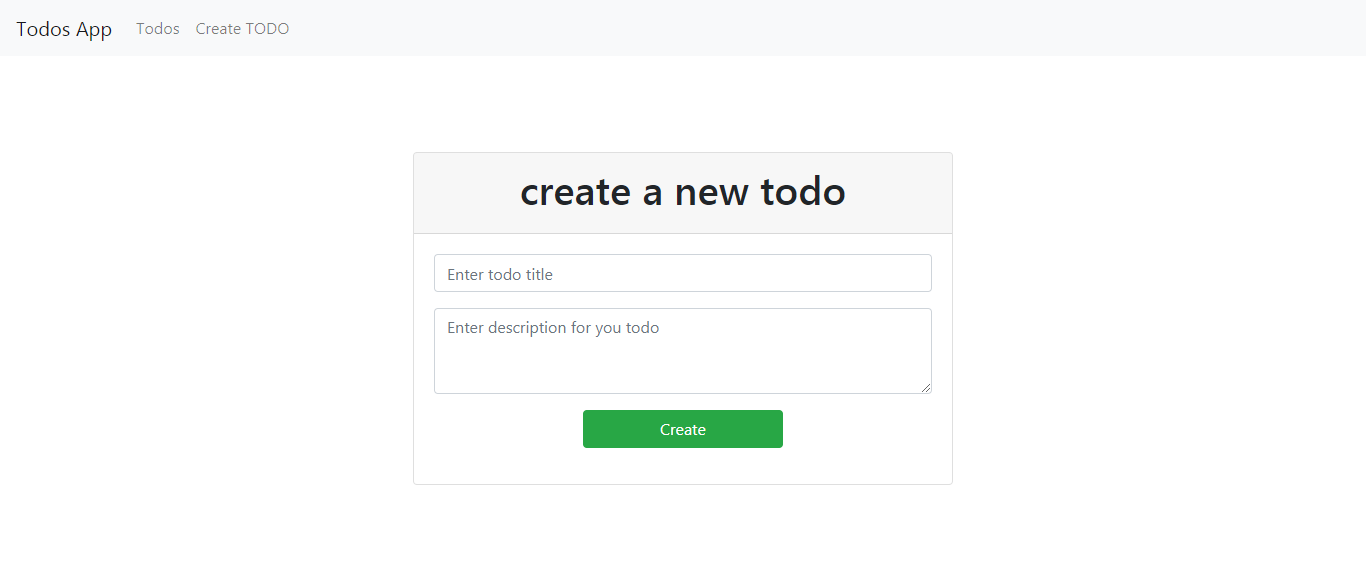 Todos App Todos Create TODO
create a new todo
Enter todo title
Enter description for you todo
Create